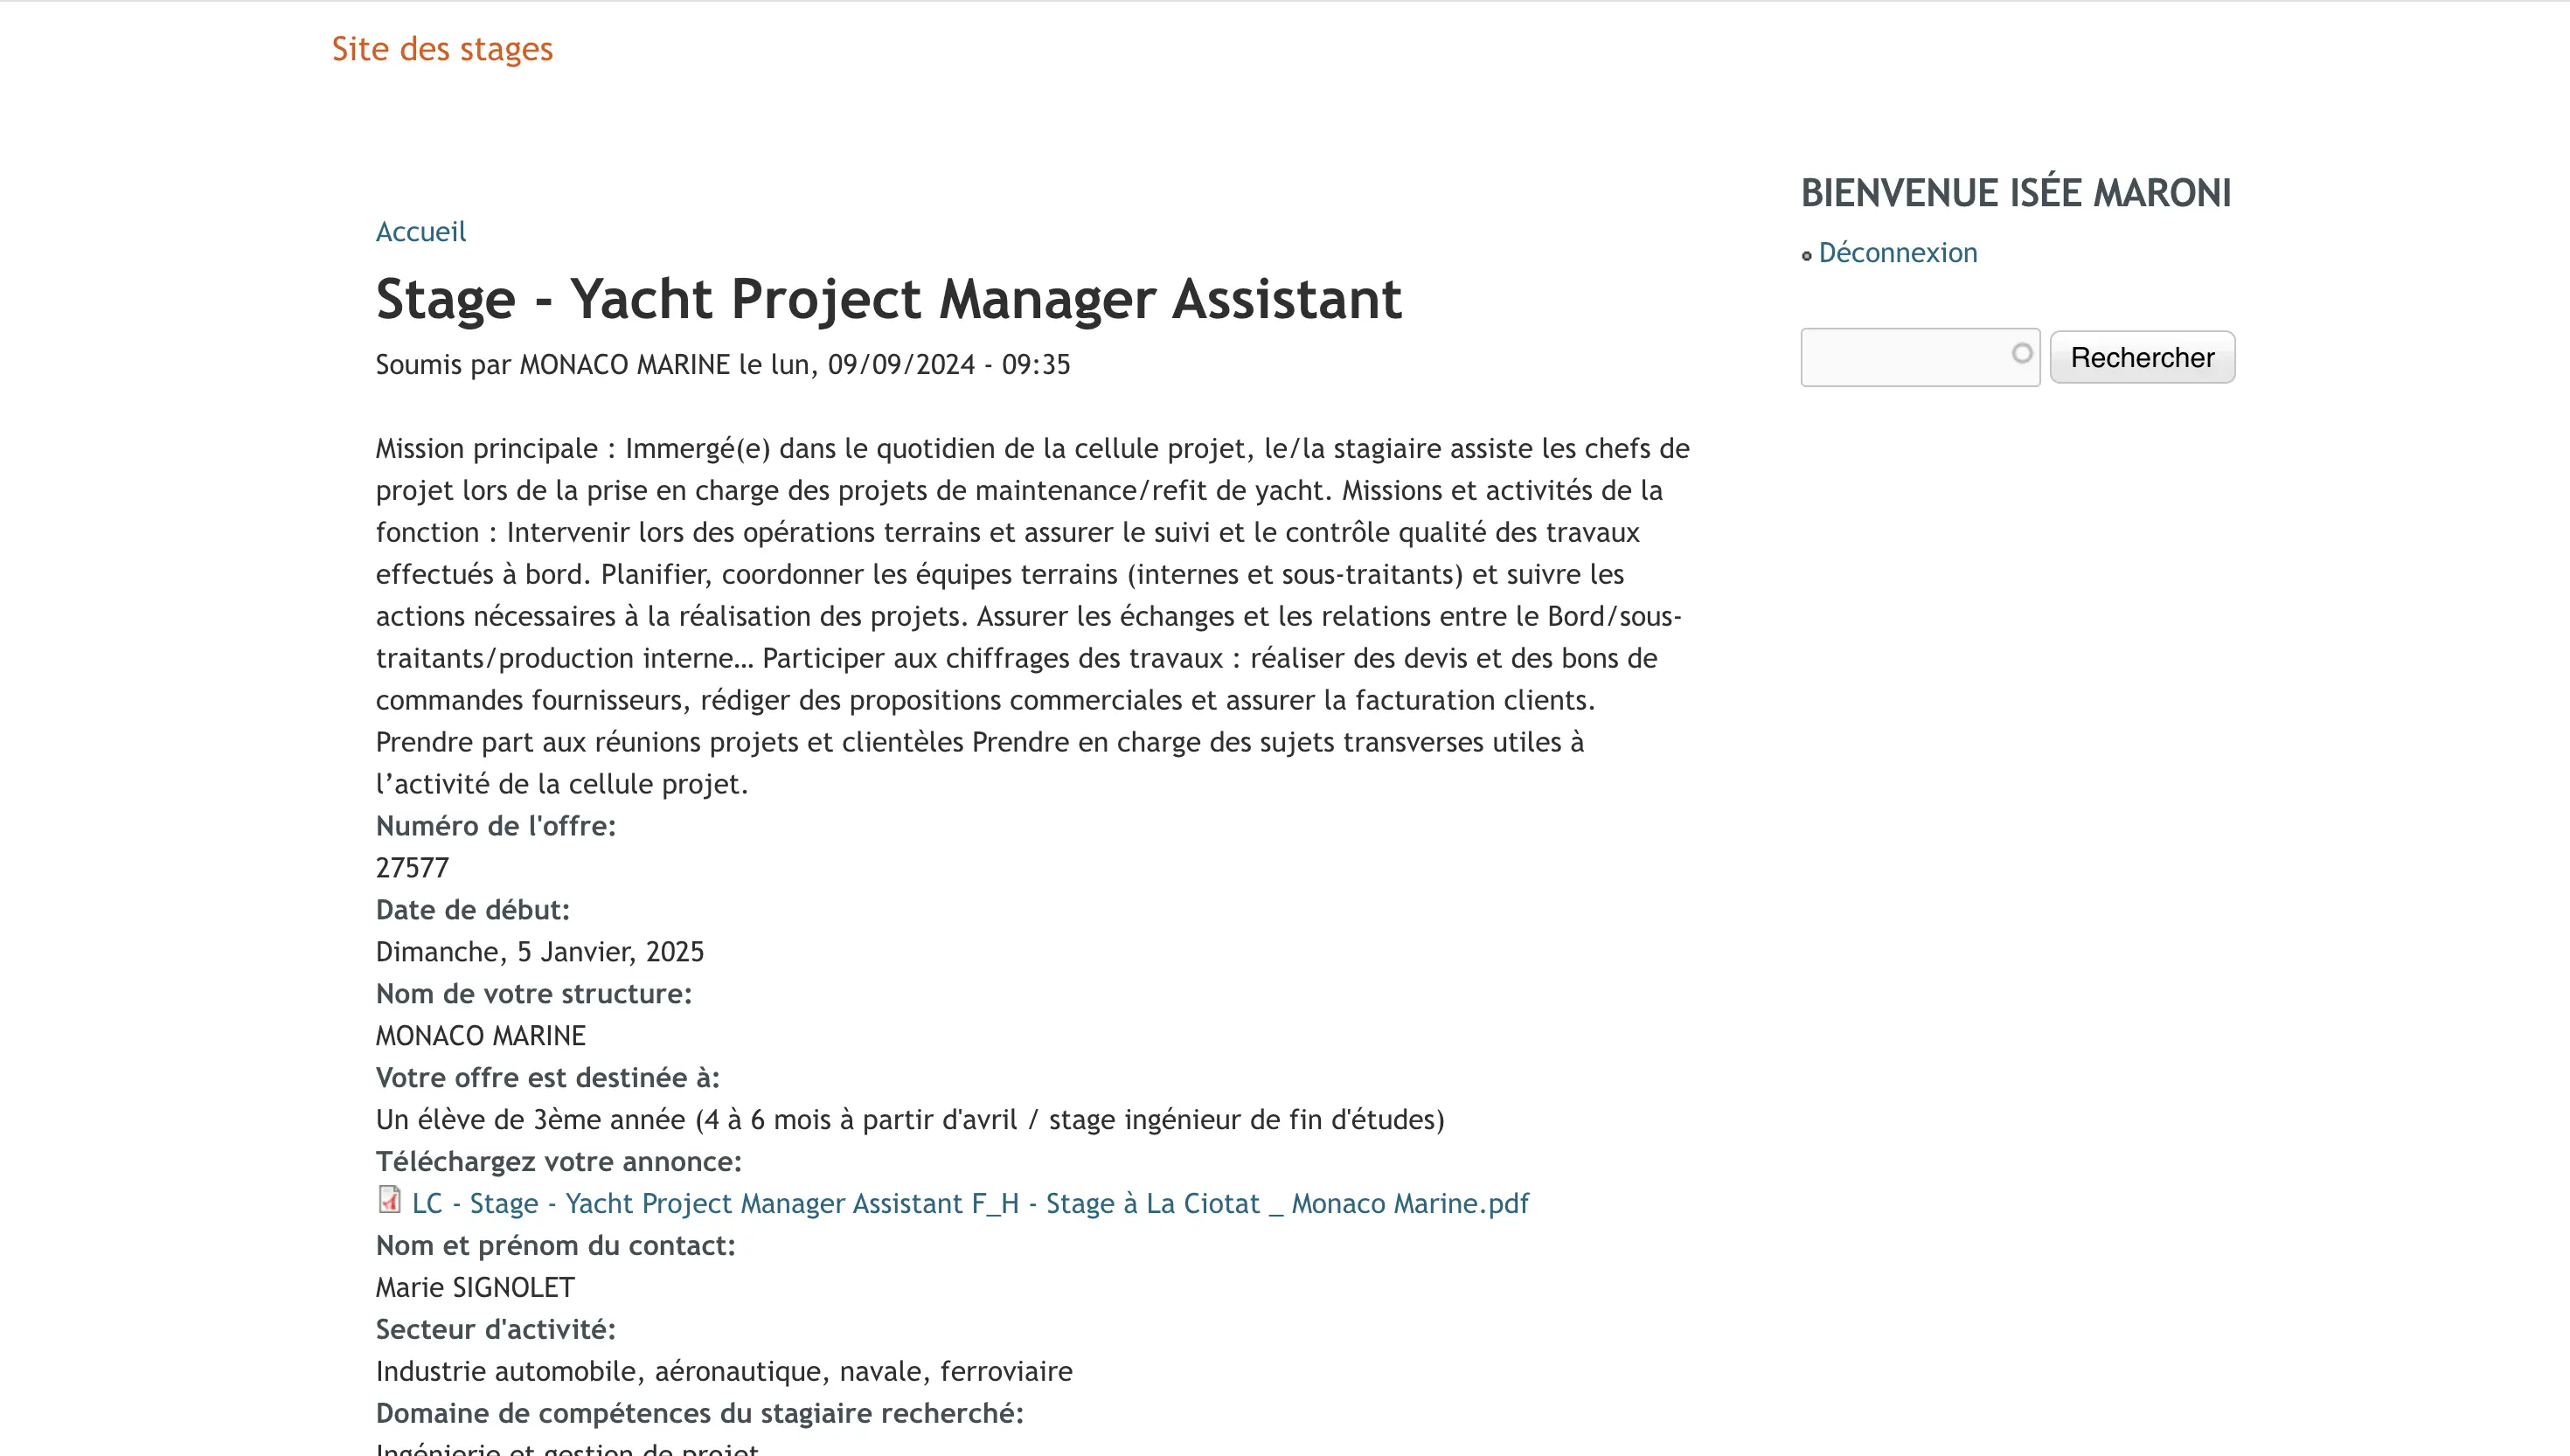 Site des stages
BIENVENUE ISÉE MARONI
Déconnexion
Rechercher
Accueil
Stage - Yacht Project Manager Assistant
Soumis par MONACO MARINE le lun, 09/09/2024 - 09:35
Mission principale : Immergé(e) dans le quotidien de la cellule projet, le/la stagiaire assiste les chefs de
projet lors de la prise en charge des projets de maintenance/refit de yacht. Missions et activités de la
fonction : Intervenir lors des opérations terrains et assurer le suivi et le contrôle qualité des travaux
effectués à bord. Planifier, coordonner les équipes terrains (internes et sous-traitants) et suivre les
actions nécessaires à la réalisation des projets. Assurer les échanges et les relations entre le Bord/sous-
traitants/production interne… Participer aux chiffrages des travaux : réaliser des devis et des bons de
commandes fournisseurs, rédiger des propositions commerciales et assurer la facturation clients.
Prendre part aux réunions projets et clientèles Prendre en charge des sujets transverses utiles à
l’activité de la cellule projet.
Numéro de l'offre:
27577
Date de début:
Dimanche, 5 Janvier, 2025
Nom de votre structure:
MONACO MARINE
Votre offre est destinée à:
Un élève de 3ème année (4 à 6 mois à partir d'avril / stage ingénieur de fin d'études)
Téléchargez votre annonce:
LC - Stage - Yacht Project Manager Assistant F_H - Stage à La Ciotat _ Monaco Marine.pdf
Nom et prénom du contact:
Marie SIGNOLET
Secteur d'activité:
Industrie automobile, aéronautique, navale, ferroviaire
Domaine de compétences du stagiaire recherché:
Ingénierie et gestion de projet